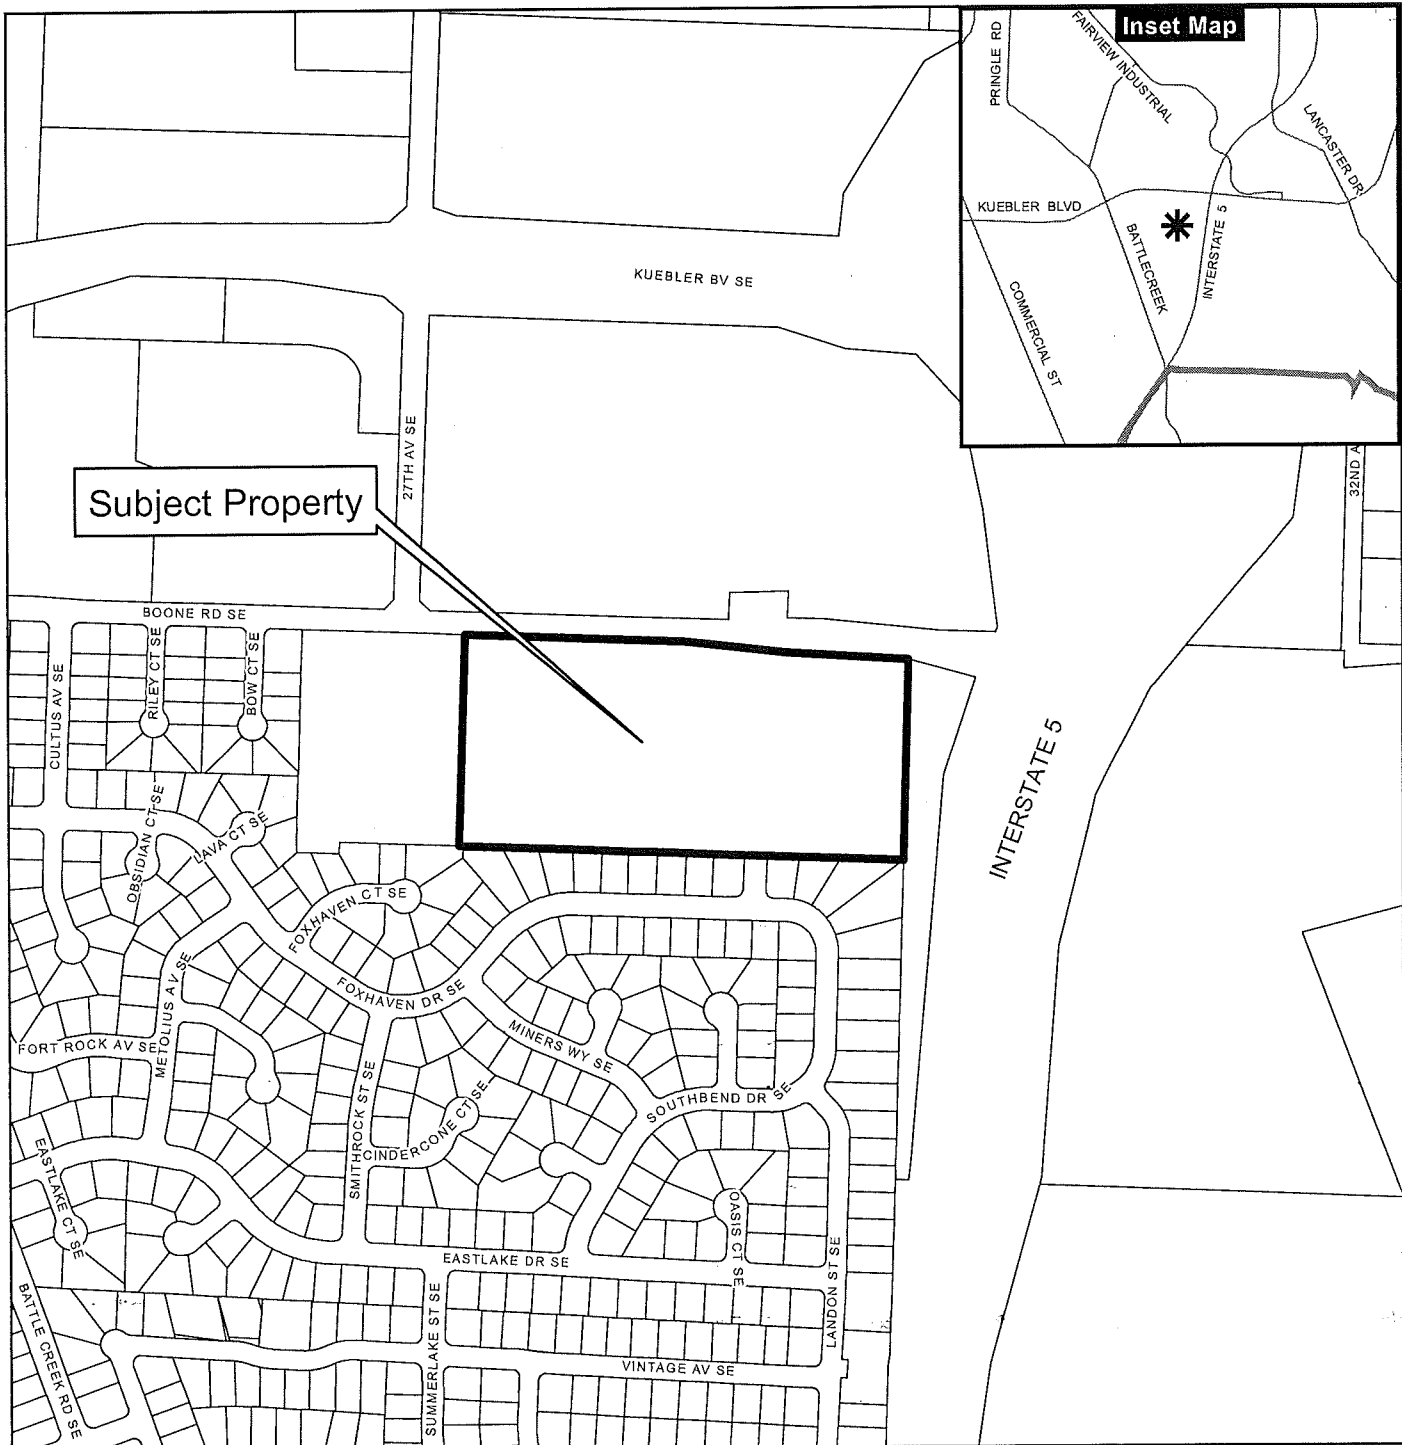 Inset Map
PRINGLE RD
FAIRVIEW INDUSTRIAL
LANCASTER DR
KUEBLER BLVD
BATTLECREEK
INTERSTATE 5
COMMERCIAL ST
KUEBLER BV SE
27TH AV SE
32ND A
Subject Property
BOONE RD SE
CULTUS AV SE
RILEY CT SE
BOW CT SE
INTERSTATE 5
OBSIDIAN CT SE
LAVA CT SE
FOXHAVEN CT SE
FOXHAVEN DR SE
METOLIUS AV SE
FORT ROCK AV SE
MINERS WY SE
SMITHROCK ST SE
CINDERCONE CT SE
SOUTHBEND DR SE
EASTLAKE CT SE
OASIS CT SE
EASTLAKE DR SE
LANDON ST SE
BATTLE CREEK RD SE
SUMMERLAKE ST SE
VINTAGE AV SE